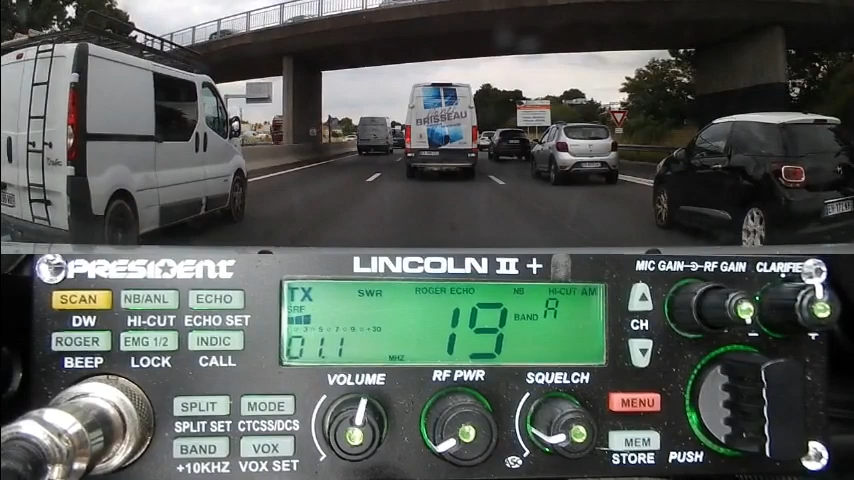 BRISSEAU
Trafic
PRESIDENT
LINCOLN II +
MIC GAIN RF GAIN CLARIFIER
SCAN NB/ANL ECHO
DW HI-CUT ECHO SET
ROGER EMG 1/2 INDIC
BEEP LOCK CALL
TX SWR ROGER ECHO NB HI-CUT AM
SRF
19 BAND A
01.1 MHZ
CH
VOLUME RF PWR SQUELCH
SPLIT MODE
SPLIT SET CTCSS/DCS
BAND VOX
+10KHZ VOX SET
MENU
MEM
STORE PUSH
ASC